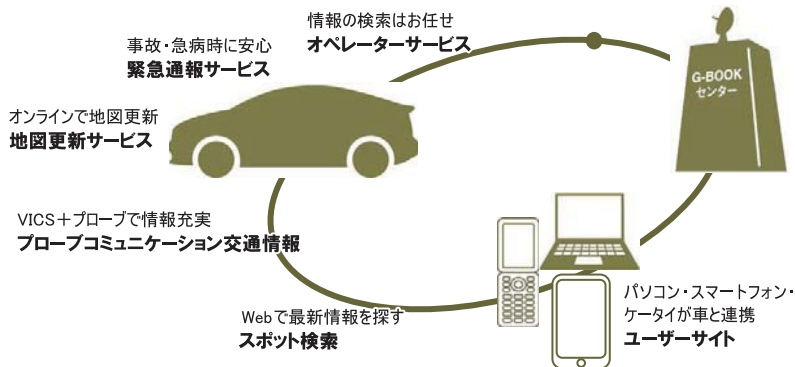 情報の検索はお任せ
オペレーターサービス
事故・急病時に安心
緊急通報サービス
オンラインで地図更新
地図更新サービス
G-BOOK
センター
VICS＋プローブで情報充実
プローブコミュニケーション交通情報
Webで最新情報を探す
スポット検索
パソコン・スマートフォン・
ケータイが車と連携
ユーザーサイト